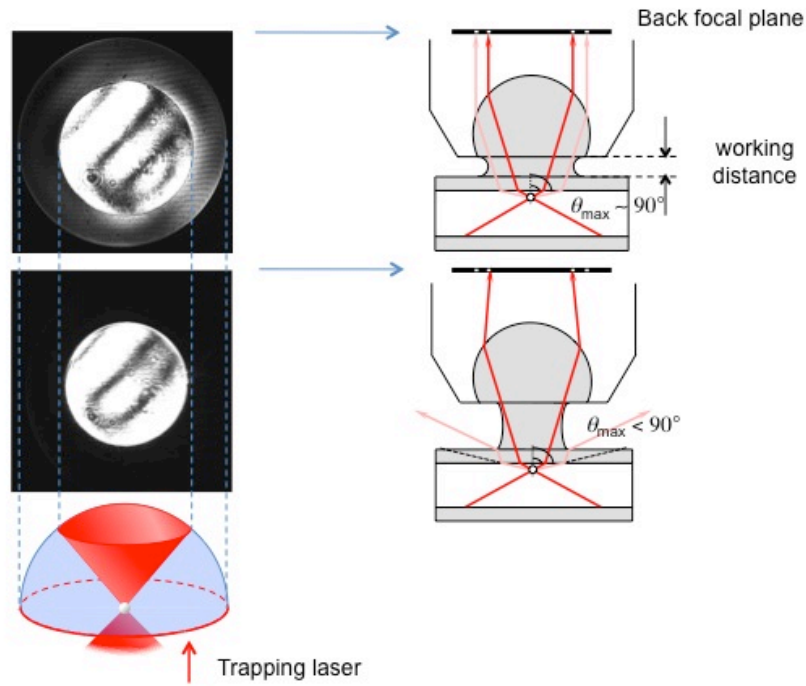 Back focal plane
working
distance
θmax ~ 90°
θmax < 90°
Trapping laser